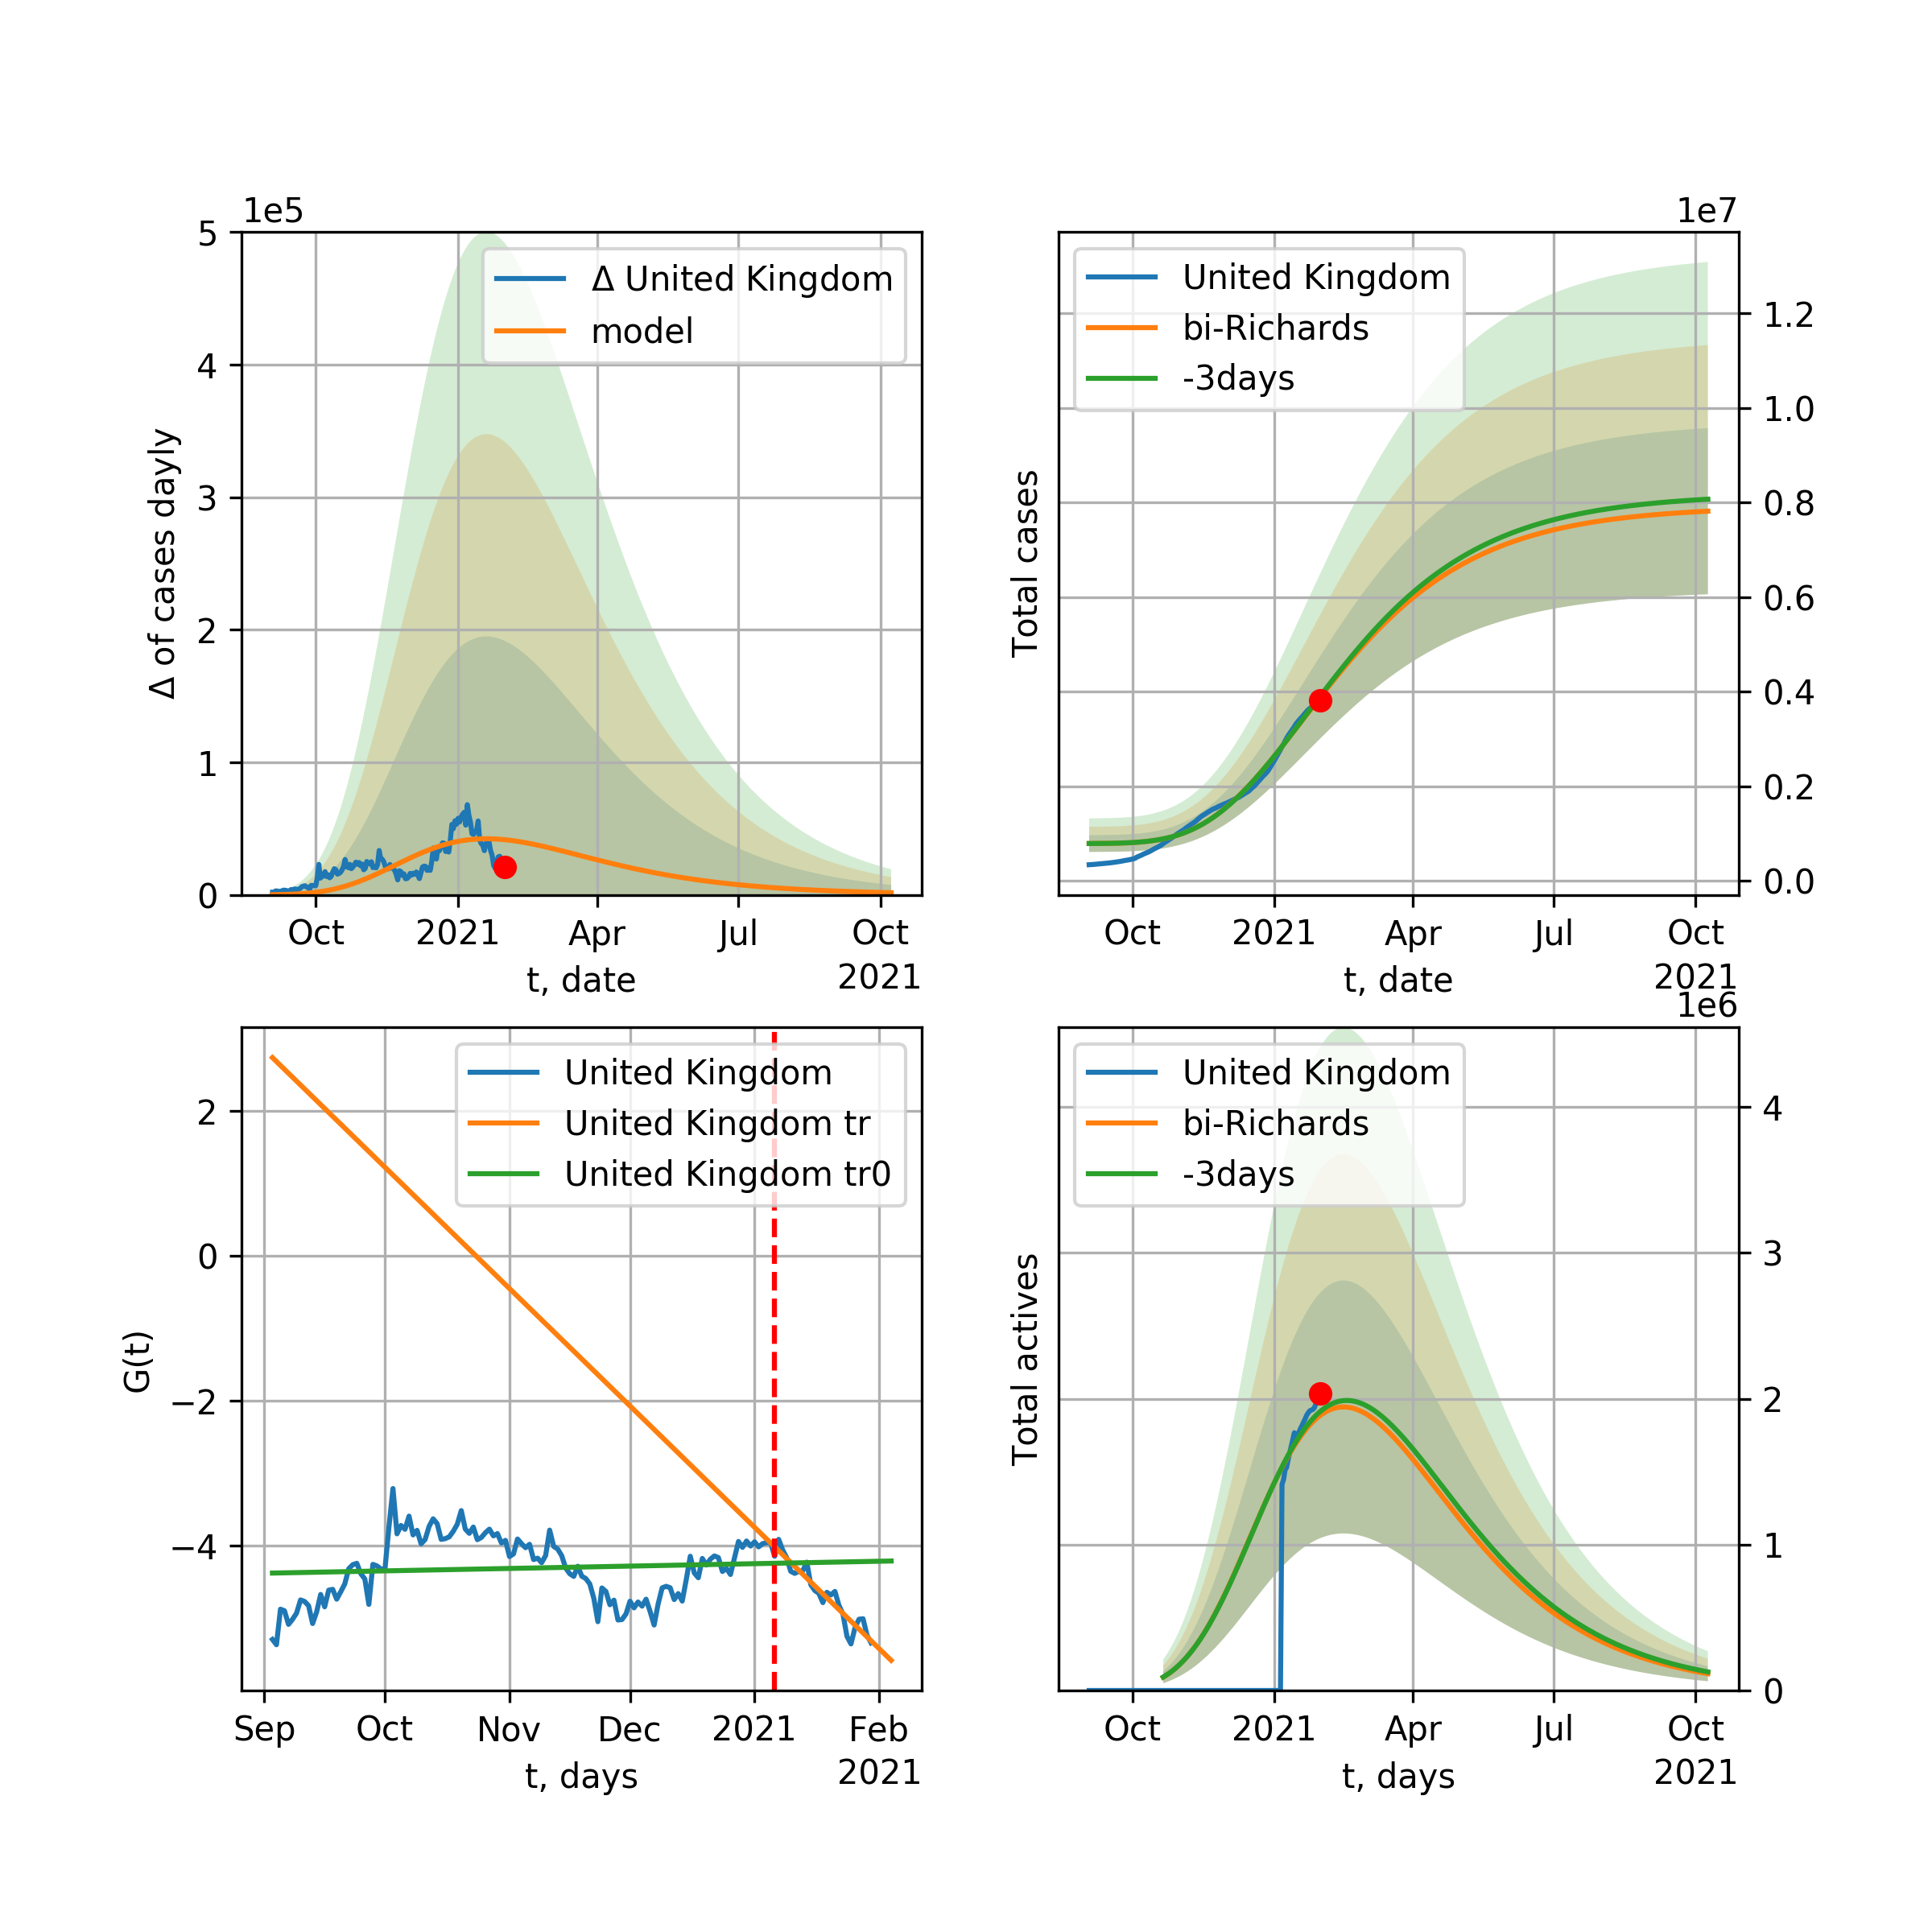 1e5
5
4
3
2
1
0
Δ of cases dayly
Δ United Kingdom
model
Oct
2021
Apr
Jul
Oct
2021
t, date
1e7
United Kingdom
bi-Richards
-3days
Total cases
1.2
1.0
0.8
0.6
0.4
0.2
0.0
Oct
2021
Apr
Jul
Oct
2021
t, date
2
0
−2
−4
G(t)
United Kingdom
United Kingdom tr
United Kingdom tr0
Sep
Oct
Nov
Dec
2021
Feb
2021
t, days
1e6
United Kingdom
bi-Richards
-3days
Total actives
4
3
2
1
0
Oct
2021
Apr
Jul
Oct
2021
t, days